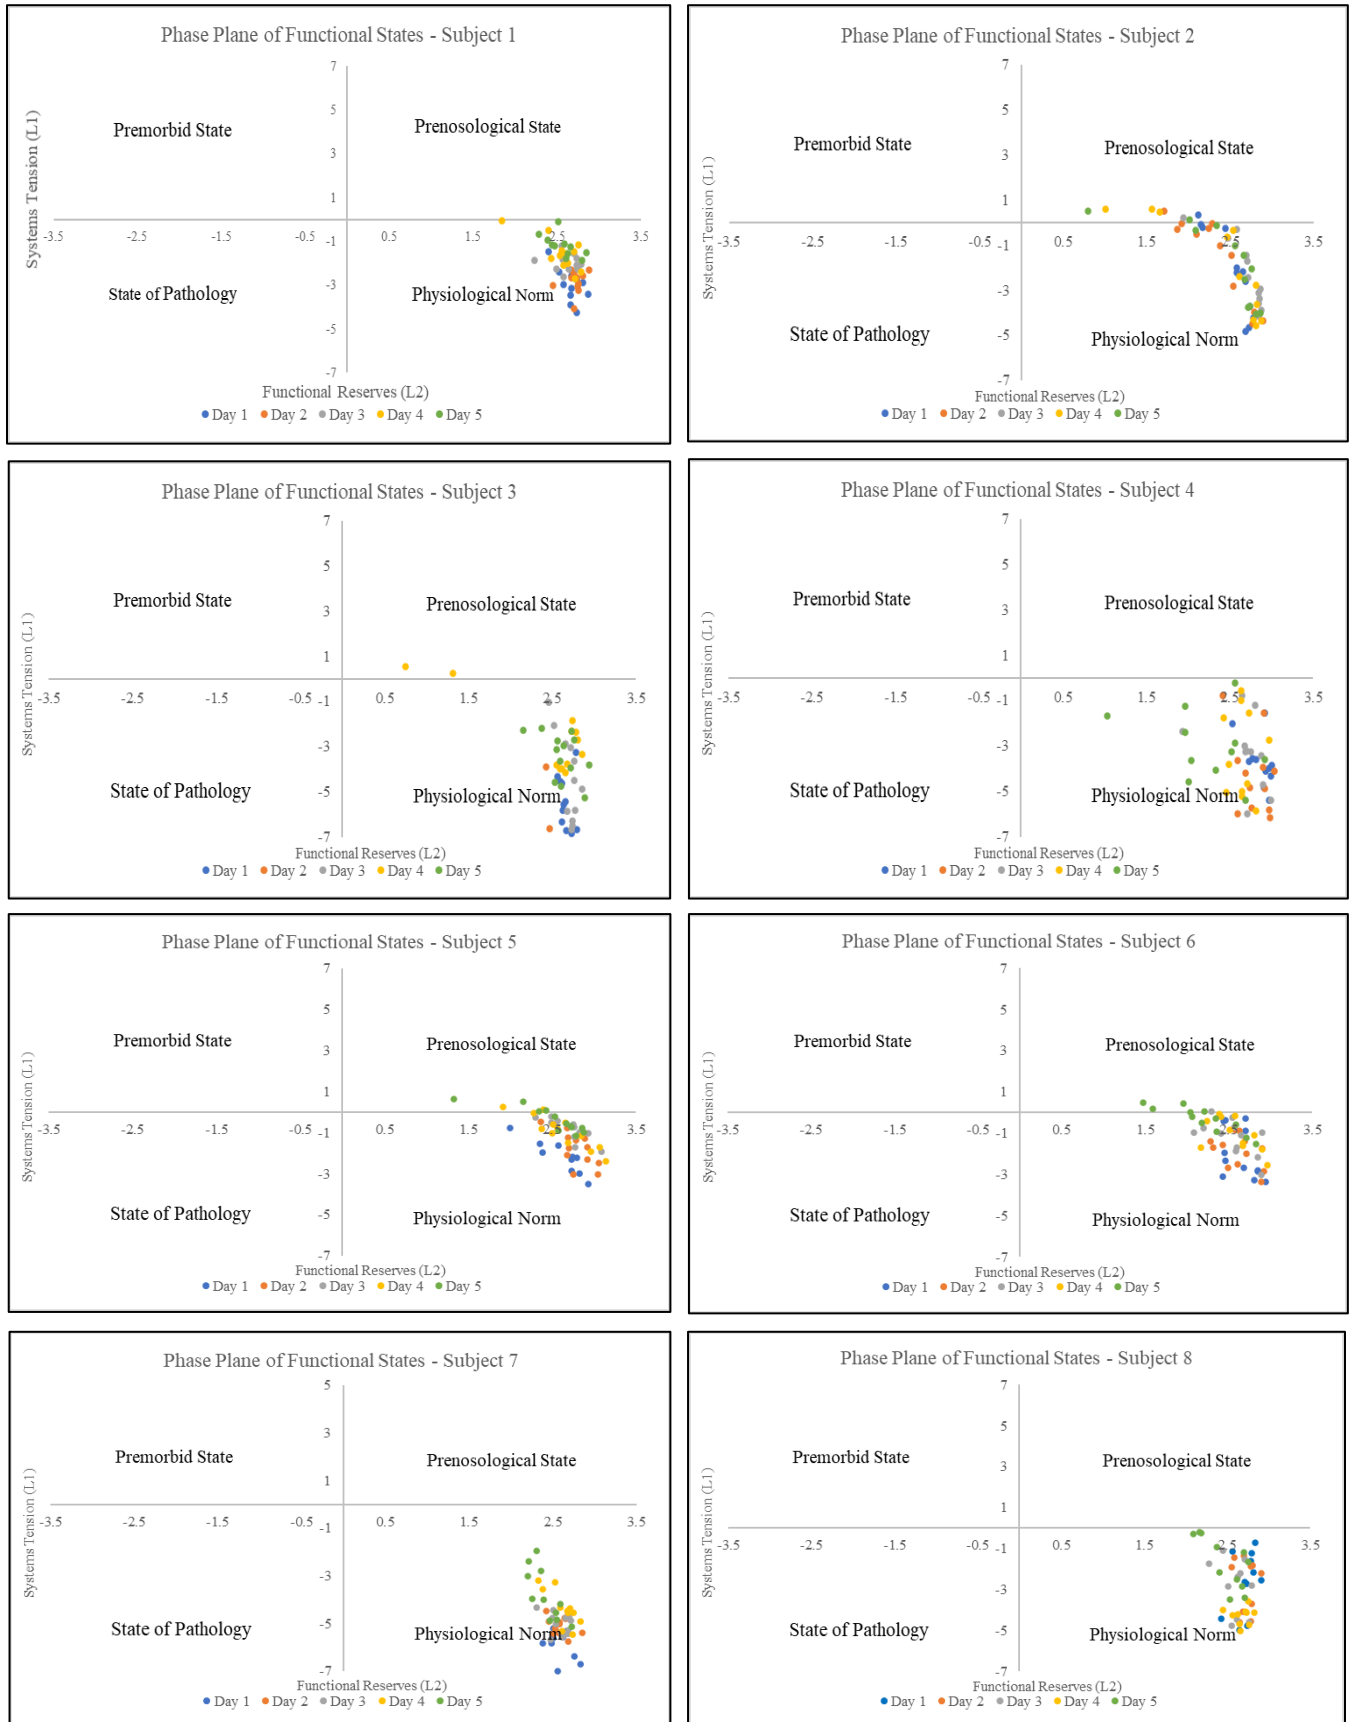 Phase Plane of Functional States - Subject 1
7
5
3
1
-1
-3
-5
-7
-3.5 -2.5 -1.5 -0.5 0.5 1.5 2.5 3.5
Systems Tension (L1)
Premorbid State
Prenosological State
State of Pathology
Physiological Norm
Functional Reserves (L2)
Day 1 Day 2 Day 3 Day 4 Day 5
Phase Plane of Functional States - Subject 2
7
5
3
1
-1
-3
-5
-7
-3.5 -2.5 -1.5 -0.5 0.5 1.5 2.5 3.5
Systems Tension (L1)
Premorbid State
Prenosological State
State of Pathology
Physiological Norm
Functional Reserves (L2)
Day 1 Day 2 Day 3 Day 4 Day 5
Phase Plane of Functional States - Subject 3
7
5
3
1
-1
-3
-5
-7
-3.5 -2.5 -1.5 -0.5 0.5 1.5 2.5 3.5
Systems Tension (L1)
Premorbid State
Prenosological State
State of Pathology
Physiological Norm
Functional Reserves (L2)
Day 1 Day 2 Day 3 Day 4 Day 5
Phase Plane of Functional States - Subject 4
7
5
3
1
-1
-3
-5
-7
-3.5 -2.5 -1.5 -0.5 0.5 1.5 2.5 3.5
Systems Tension (L1)
Premorbid State
Prenosological State
State of Pathology
Physiological Norm
Functional Reserves (L2)
Day 1 Day 2 Day 3 Day 4 Day 5
Phase Plane of Functional States - Subject 5
7
5
3
1
-1
-3
-5
-7
-3.5 -2.5 -1.5 -0.5 0.5 1.5 2.5 3.5
Systems Tension (L1)
Premorbid State
Prenosological State
State of Pathology
Physiological Norm
Functional Reserves (L2)
Day 1 Day 2 Day 3 Day 4 Day 5
Phase Plane of Functional States - Subject 6
7
5
3
1
-1
-3
-5
-7
-3.5 -2.5 -1.5 -0.5 0.5 1.5 2.5 3.5
Systems Tension (L1)
Premorbid State
Prenosological State
State of Pathology
Physiological Norm
Functional Reserves (L2)
Day 1 Day 2 Day 3 Day 4 Day 5
Phase Plane of Functional States - Subject 7
5
3
1
-1
-3
-5
-7
-3.5 -2.5 -1.5 -0.5 0.5 1.5 2.5 3.5
Systems Tension (L1)
Premorbid State
Prenosological State
State of Pathology
Physiological Norm
Functional Reserves (L2)
Day 1 Day 2 Day 3 Day 4 Day 5
Phase Plane of Functional States - Subject 8
7
5
3
1
-1
-3
-5
-7
-3.5 -2.5 -1.5 -0.5 0.5 1.5 2.5 3.5
Systems Tension (L1)
Premorbid State
Prenosological State
State of Pathology
Physiological Norm
Functional Reserves (L2)
Day 1 Day 2 Day 3 Day 4 Day 5